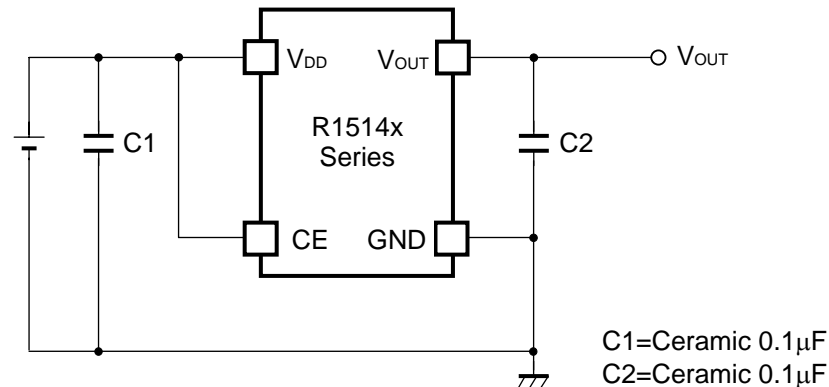 VDD
VOUT
VOUT
C1
R1514x
Series
C2
CE
GND
C1=Ceramic 0.1μF
C2=Ceramic 0.1μF